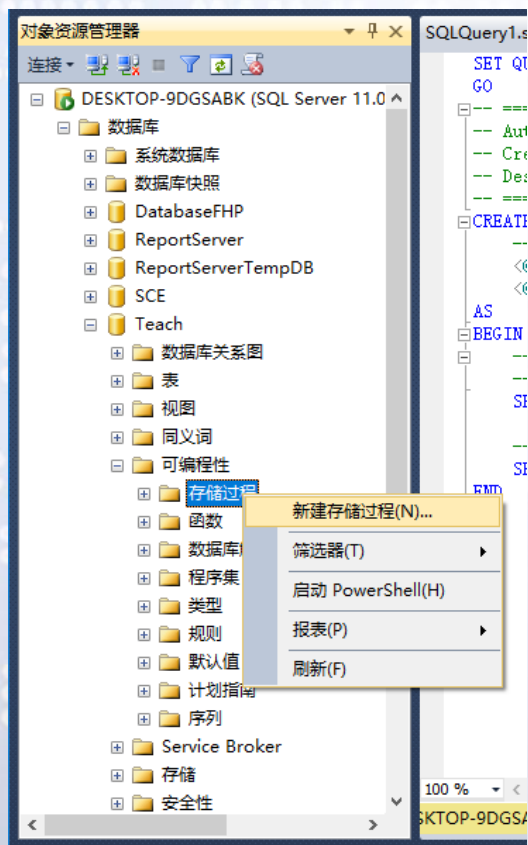 对象资源管理器
连接
DESKTOP-9DGSABK (SQL Server 11.0
数据库
系统数据库
数据库快照
DatabaseFHP
ReportServer
ReportServerTempDB
SCE
Teach
数据库关系图
表
视图
同义词
可编程性
存储过程
函数
数据库
程序集
类型
规则
默认值
计划指南
序列
Service Broker
存储
安全性
新建存储过程(N)...
筛选器(T)
启动 PowerShell(H)
报表(P)
刷新(F)
SQLQuery1.s
SET QU
GO
-- ===
-- Aut
-- Cre
-- Des
-- ===
CREATE
--
<@
<@
AS
BEGIN
--
--
SE
--
SE
END
100 %
SKTOP-9DGSA